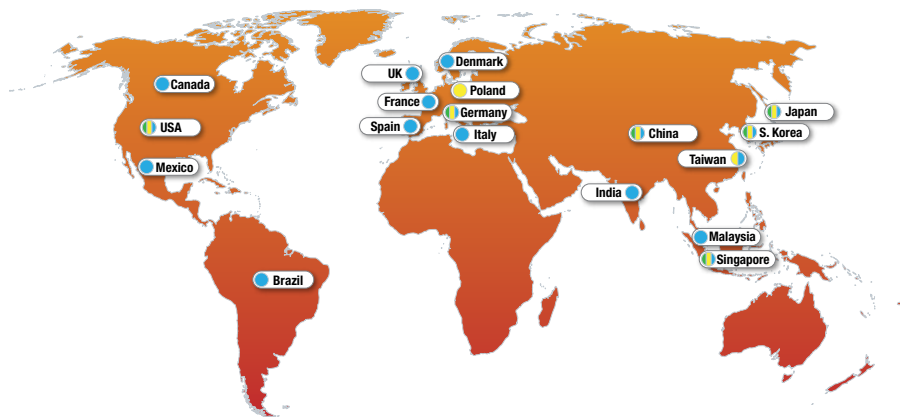 Denmark
UK
Canada
Poland
France
Germany
Japan
Spain
USA
Italy
China
S. Korea
Taiwan
Mexico
India
Malaysia
Singapore
Brazil